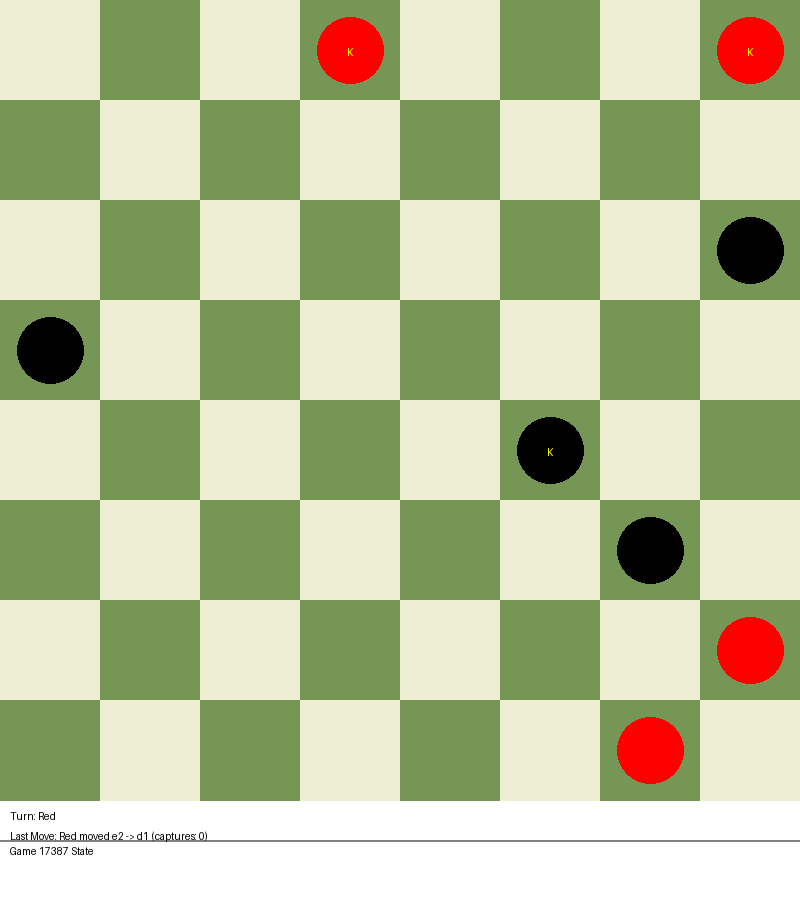 K K
K
Turn: Red
Last Move: Red moved e2 -> d1 (captures: 0)
Game 17387 State